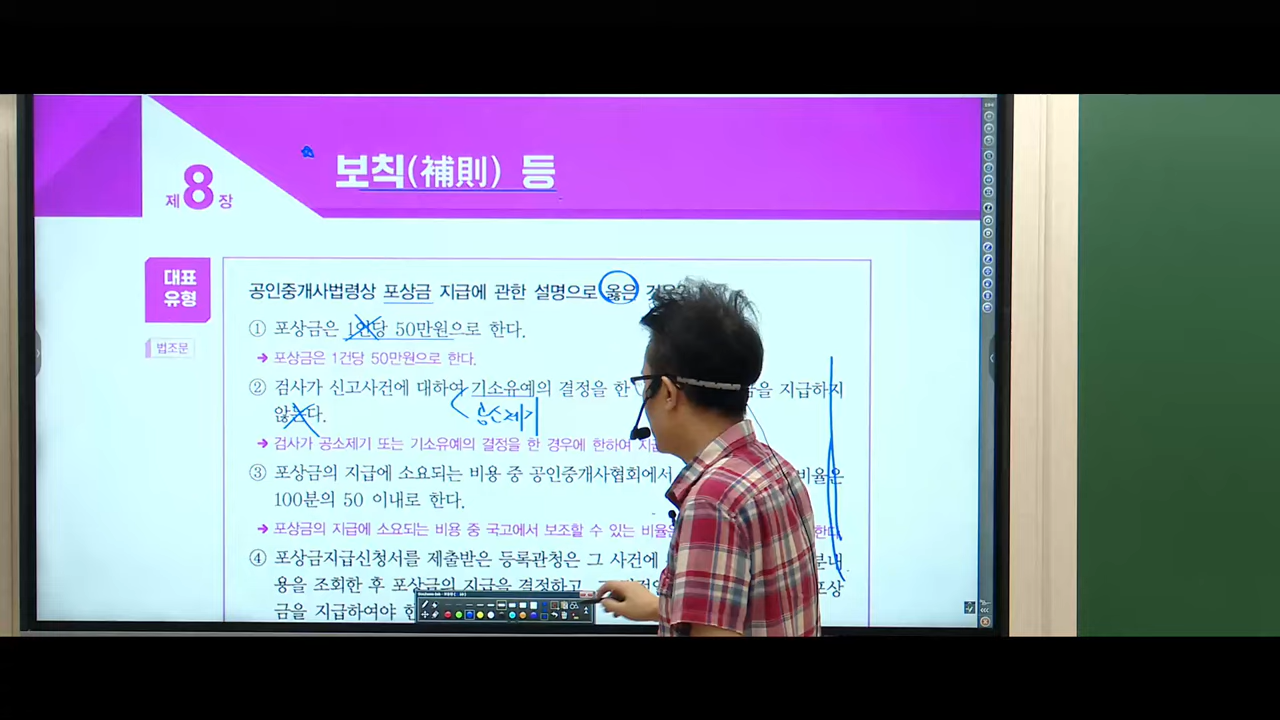 제8장
보칙(補則) 등
대표
유형
법조문
공인중개사법령상 포상금 지급에 관한 설명으로 옳은
① 포상금은 1인당 50만원으로 한다.
→ 포상금은 1건당 50만원으로 한다.
② 검사가 신고사건에 대하여 기소유예의 결정을 한 지급하지
않는다.
공소제기
→ 검사가 공소제기 또는 기소유예의 결정을 한 경우에 한하여
③ 포상금의 지급에 소요되는 비용 중 공인중개사협회에서 비율은
100분의 50 이내로 한다.
→ 포상금의 지급에 소요되는 비용 중 국고에서 보조할 수 있는 한다.
④ 포상금지급신청서를 제출받은 등록관청은 그 사건에
용을 조회한 후 포상금의 지급을 결정하고,
금을 지급하여야